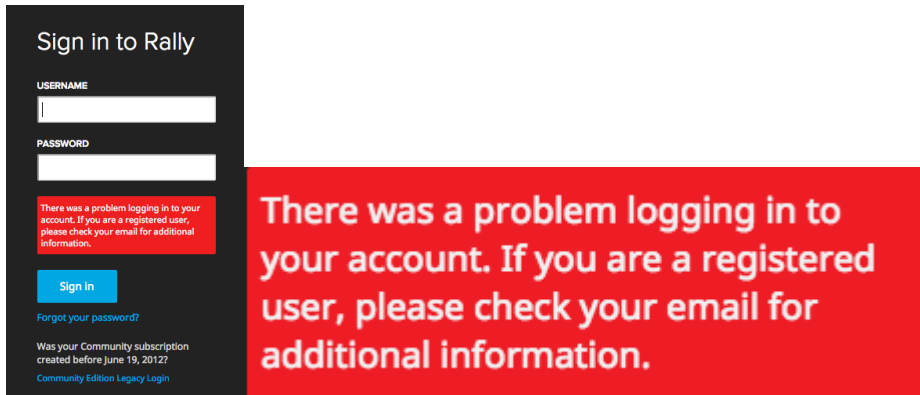 Sign in to Rally
USERNAME
PASSWORD
There was a problem logging in to your
account. If you are a registered user,
please check your email for additional
information.
Sign in
Forgot your password?
Was your Community subscription
created before June 19, 2012?
Community Edition Legacy Login
There was a problem logging in to
your account. If you are a registered
user, please check your email for
additional information.